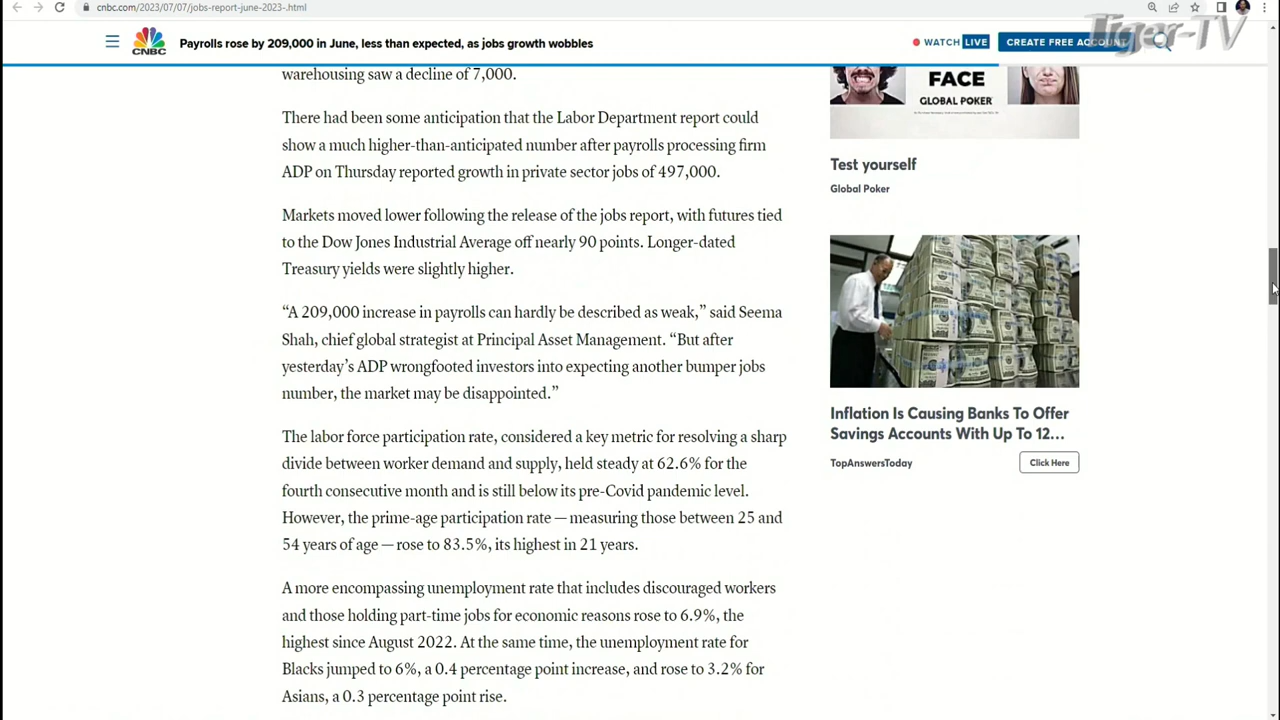 cnbc.com/2023/07/07/jobs-report-june-2023-.html
CNBC
Payrolls rose by 209,000 in June, less than expected, as jobs growth wobbles
WATCH LIVE
CREATE FREE ACCOUNT
Tiger-TV
warehousing saw a decline of 7,000.
There had been some anticipation that the Labor Department report could
show a much higher-than-anticipated number after payrolls processing firm
ADP on Thursday reported growth in private sector jobs of 497,000.
Markets moved lower following the release of the jobs report, with futures tied
to the Dow Jones Industrial Average off nearly 90 points. Longer-dated
Treasury yields were slightly higher.
“A 209,000 increase in payrolls can hardly be described as weak,” said Seema
Shah, chief global strategist at Principal Asset Management. “But after
yesterday’s ADP wrongfooted investors into expecting another bumper jobs
number, the market may be disappointed.”
The labor force participation rate, considered a key metric for resolving a sharp
divide between worker demand and supply, held steady at 62.6% for the
fourth consecutive month and is still below its pre-Covid pandemic level.
However, the prime-age participation rate — measuring those between 25 and
54 years of age — rose to 83.5%, its highest in 21 years.
A more encompassing unemployment rate that includes discouraged workers
and those holding part-time jobs for economic reasons rose to 6.9%, the
highest since August 2022. At the same time, the unemployment rate for
Blacks jumped to 6%, a 0.4 percentage point increase, and rose to 3.2% for
Asians, a 0.3 percentage point rise.
FACE
GLOBAL POKER
Test yourself
Global Poker
Inflation Is Causing Banks To Offer
Savings Accounts With Up To 12...
TopAnswersToday
Click Here